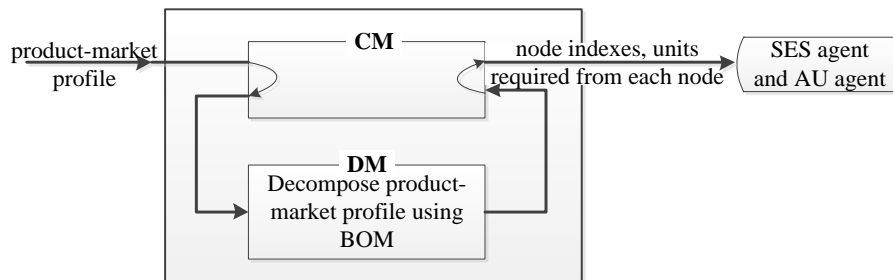 product-market
profile
CM
node indexes, units
required from each node
SES agent
and AU agent
DM
Decompose product-
market profile using
BOM